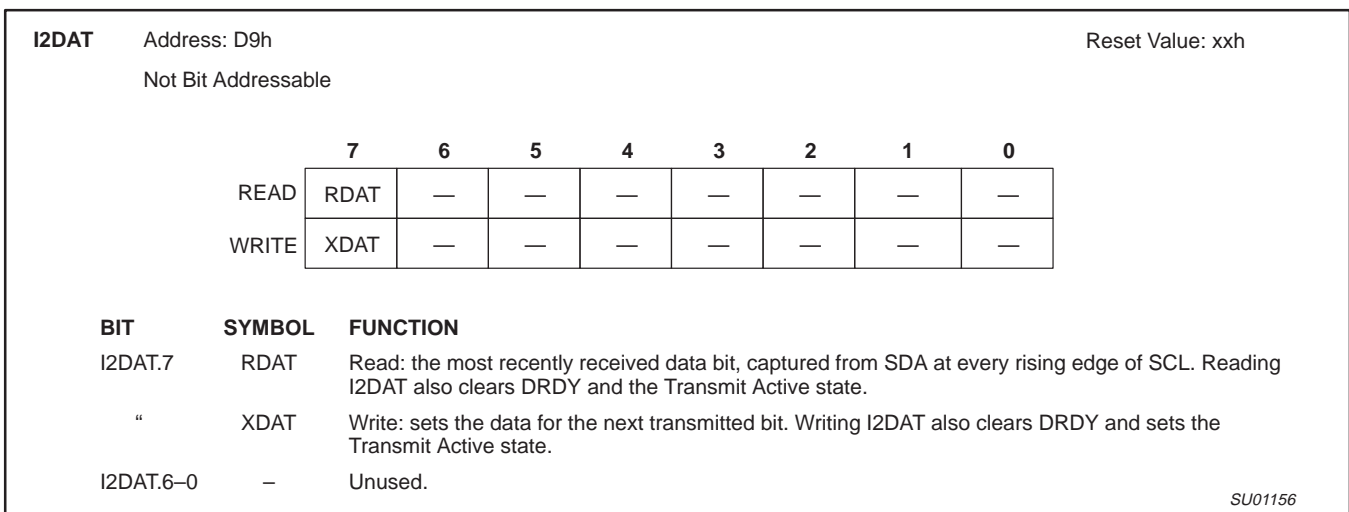 I2DAT Address: D9h Reset Value: xxh
Not Bit Addressable
7 6 5 4 3 2 1 0
READ RDAT — — — — — — —
WRITE XDAT — — — — — — —
BIT SYMBOL FUNCTION
I2DAT.7 RDAT Read: the most recently received data bit, captured from SDA at every rising edge of SCL. Reading
I2DAT also clears DRDY and the Transmit Active state.
“ XDAT Write: sets the data for the next transmitted bit. Writing I2DAT also clears DRDY and sets the
Transmit Active state.
I2DAT.6–0 – Unused.
SU01156